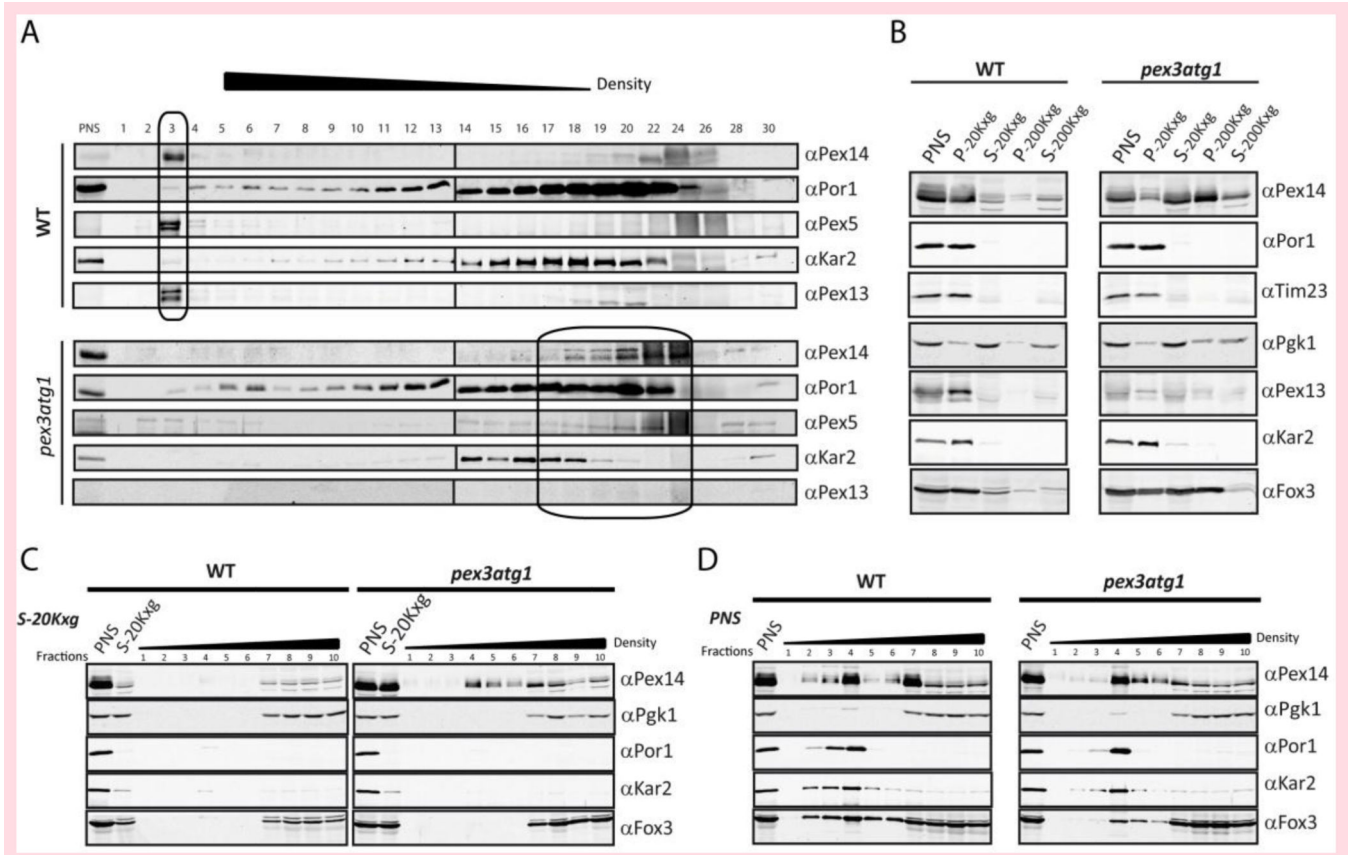 A
Density
PNS 1 2 3 4 5 6 7 8 9 10 11 12 13 14 15 16 17 18 19 20 22 24 26 28 30
WT
αPex14
αPor1
αPex5
αKar2
αPex13
pex3atg1
αPex14
αPor1
αPex5
αKar2
αPex13
B
WT pex3atg1
PNS P-20Kxg S-20Kxg P-200Kxg S-200Kxg PNS P-20Kxg S-20Kxg P-200Kxg S-200Kxg
αPex14
αPor1
αTim23
αPgk1
αPex13
αKar2
αFox3
C
WT pex3atg1
S-20Kxg
PNS S-20Kxg PNS S-20Kxg Density
Fractions 1 2 3 4 5 6 7 8 9 10 1 2 3 4 5 6 7 8 9 10
αPex14
αPgk1
αPor1
αKar2
αFox3
D
WT pex3atg1
PNS
PNS PNS Density
Fractions 1 2 3 4 5 6 7 8 9 10 1 2 3 4 5 6 7 8 9 10
αPex14
αPgk1
αPor1
αKar2
αFox3